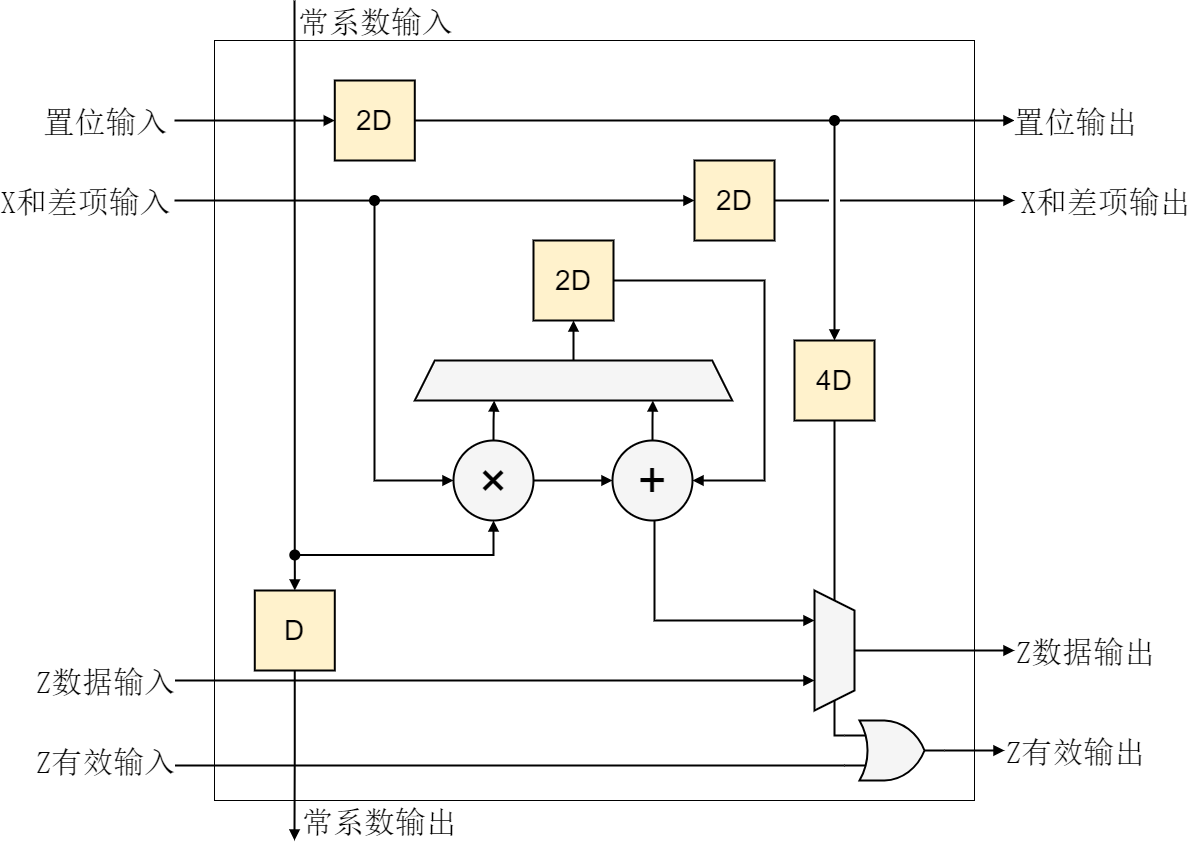 常系数输入
置位输入
2D
置位输出
X和差项输入
2D
X和差项输出
2D
4D
×
+
D
Z数据输入
Z数据输出
Z有效输入
Z有效输出
常系数输出